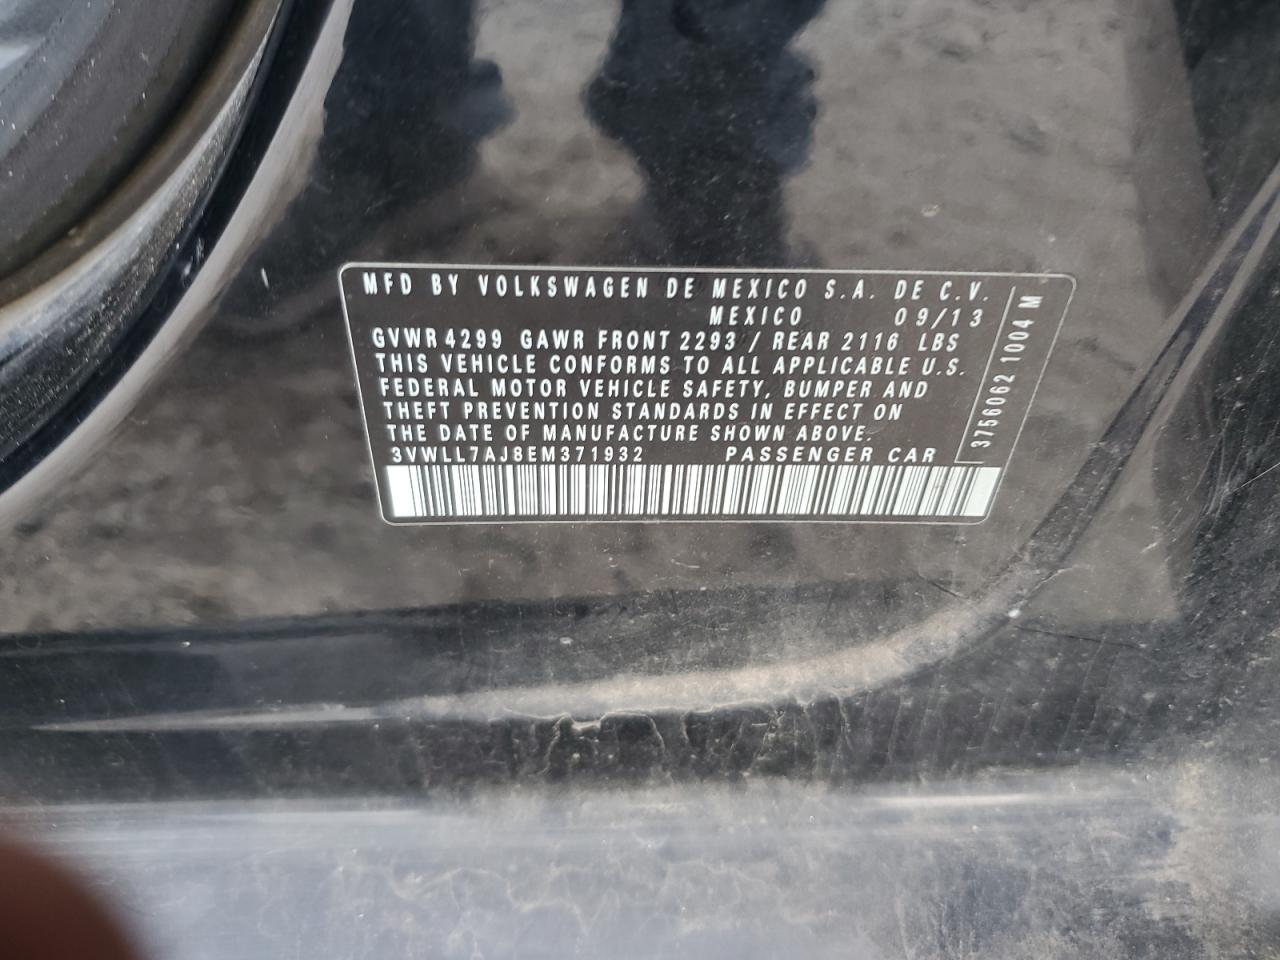 MFD BY VOLKSWAGEN DE MEXICO S.A. DE C.V.
MEXICO 09/13
GVWR 4299 GAWR FRONT 2293 / REAR 2116 LBS
THIS VEHICLE CONFORMS TO ALL APPLICABLE U.S.
FEDERAL MOTOR VEHICLE SAFETY, BUMPER AND
THEFT PREVENTION STANDARDS IN EFFECT ON
THE DATE OF MANUFACTURE SHOWN ABOVE.
3VWLL7AJ8EM371932 PASSENGER CAR
3756062 1004 M